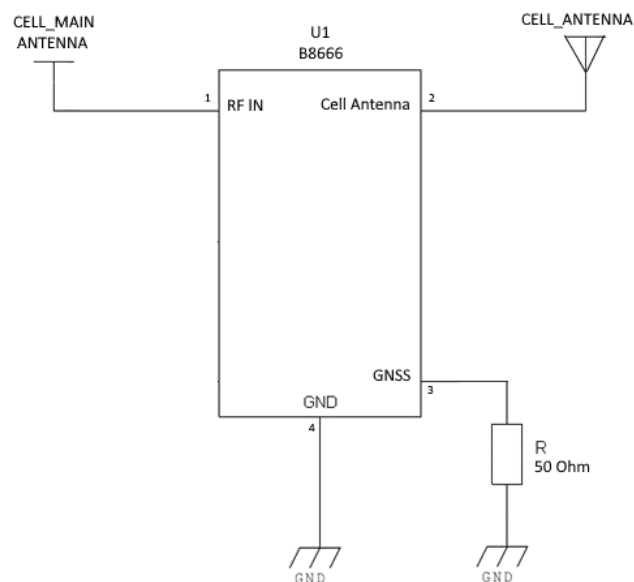 CELL_MAIN
ANTENNA
U1
B8666
CELL_ANTENNA
1
RF IN
Cell Antenna
2
GNSS
3
GND
4
R
50 Ohm
GND
GND